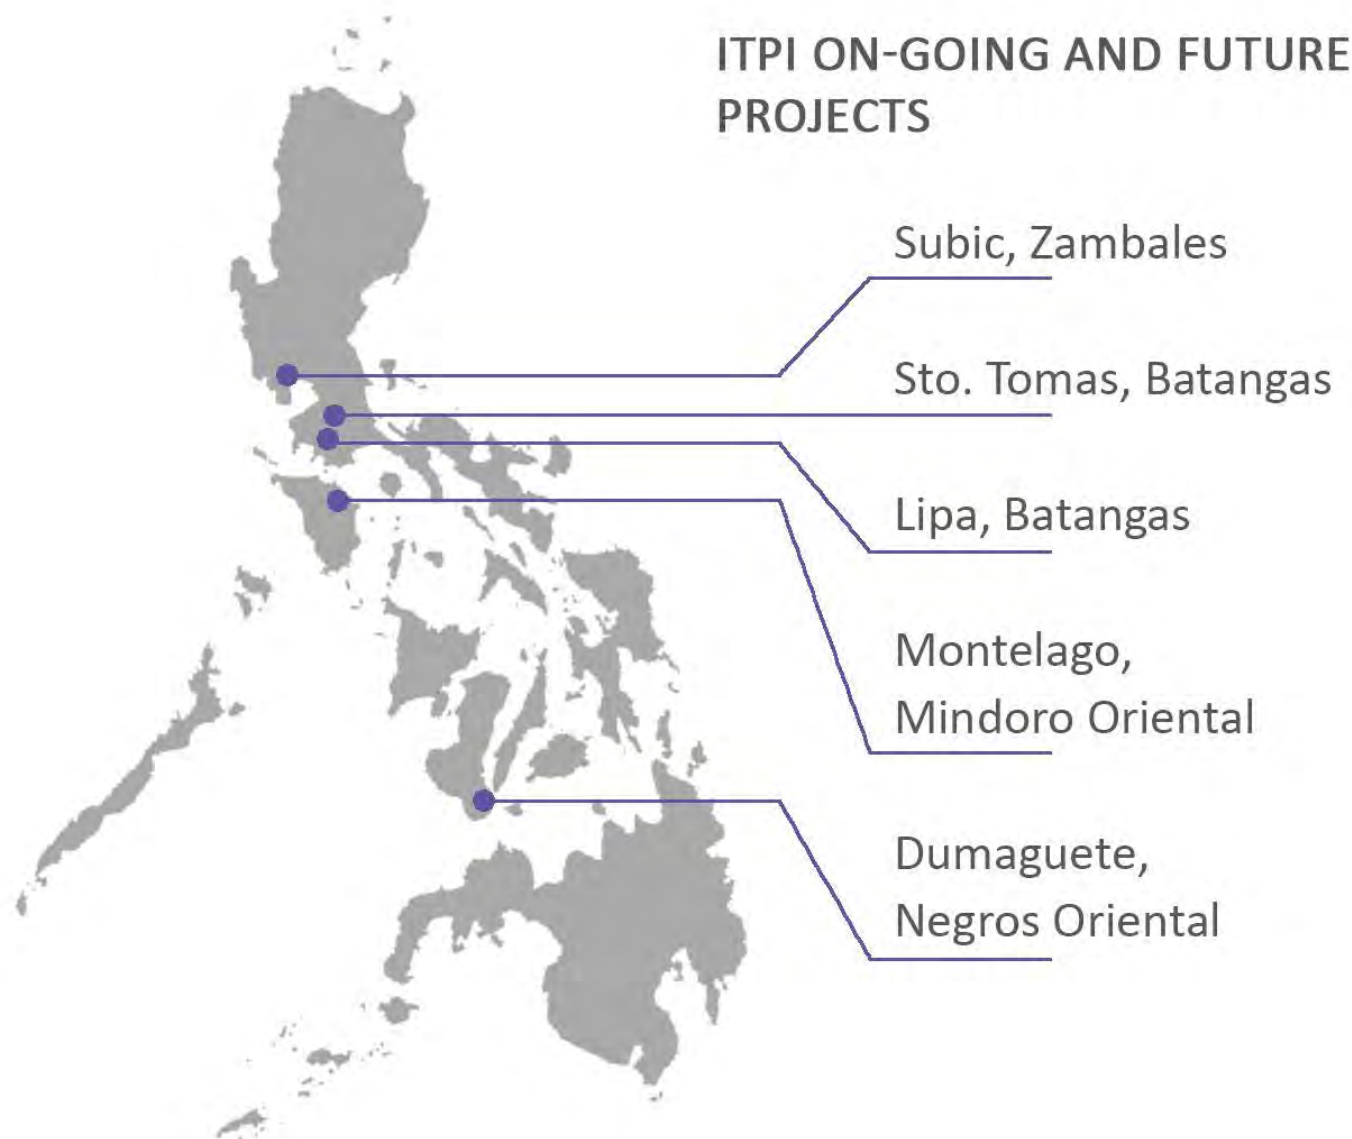 ITPI ON-GOING AND FUTURE
PROJECTS
Subic, Zambales
Sto. Tomas, Batangas
Lipa, Batangas
Montelago,
Mindoro Oriental
Dumaguete,
Negros Oriental